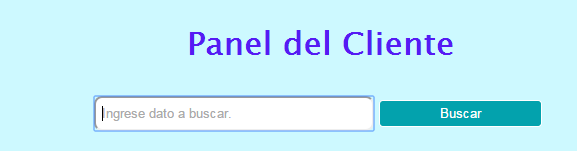 Panel del Cliente
Ingrese dato a buscar.
Buscar